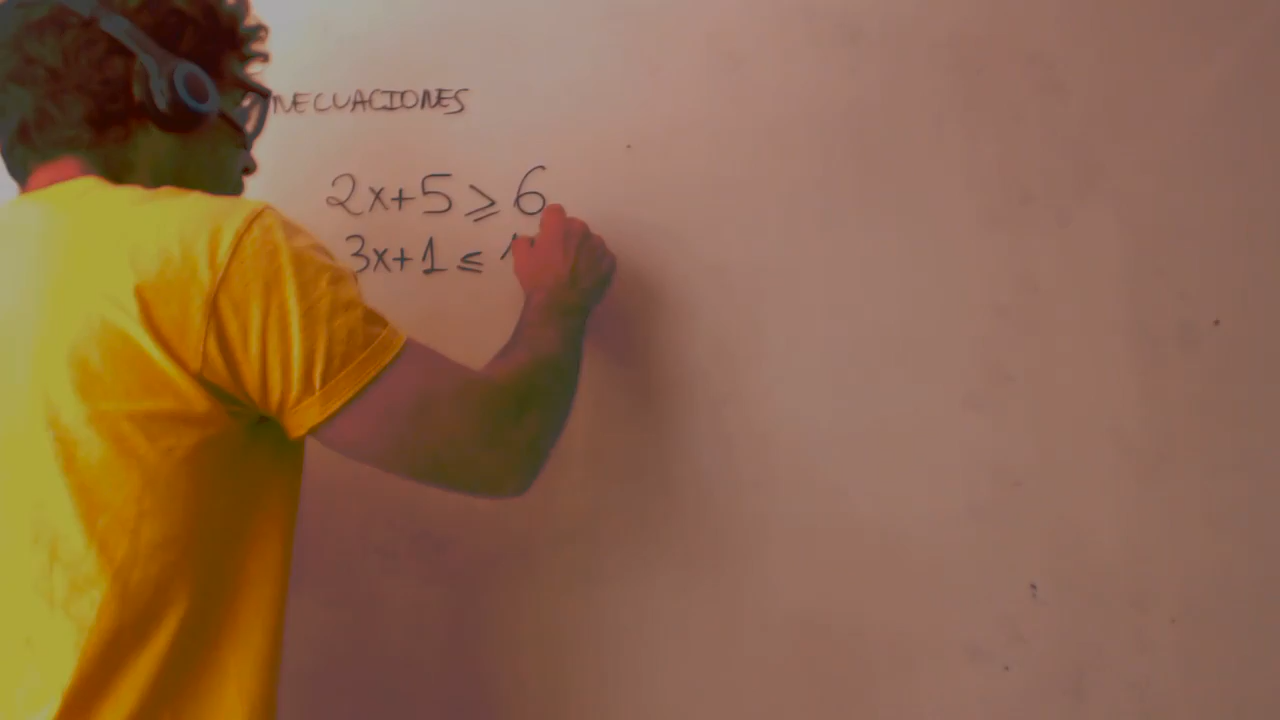 NECUACIONES
2x+5 ⩾ 6
3x+1 ≤